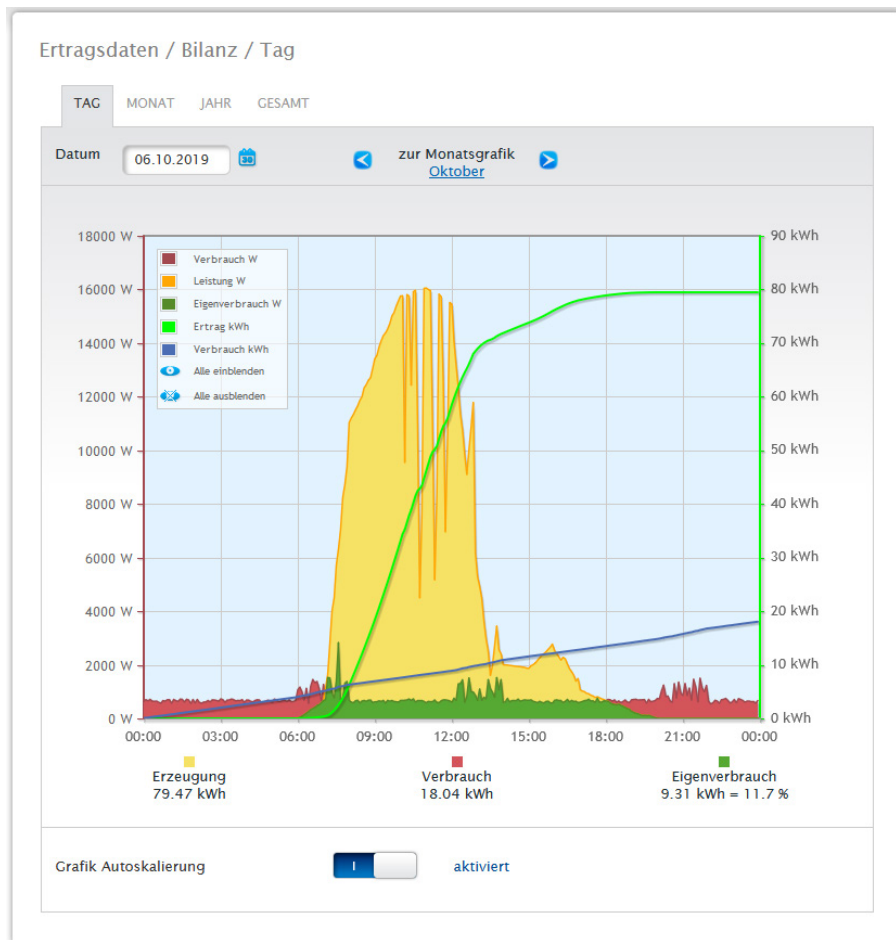 Ertragsdaten / Bilanz / Tag
TAG MONAT JAHR GESAMT
Datum 06.10.2019 30 zur Monatsgrafik
Oktober
18000 W 90 kWh
Verbrauch W
Leistung W
16000 W 80 kWh
Eigenverbrauch W
Ertrag kWh
14000 W 70 kWh
Verbrauch kWh
Alle einblenden
12000 W 60 kWh
Alle ausblenden
10000 W 50 kWh
8000 W 40 kWh
6000 W 30 kWh
4000 W 20 kWh
2000 W 10 kWh
0 W 0 kWh
00:00 03:00 06:00 09:00 12:00 15:00 18:00 21:00 00:00
Erzeugung Verbrauch Eigenverbrauch
79.47 kWh 18.04 kWh 9.31 kWh = 11.7 %
Grafik Autoskalierung I aktiviert